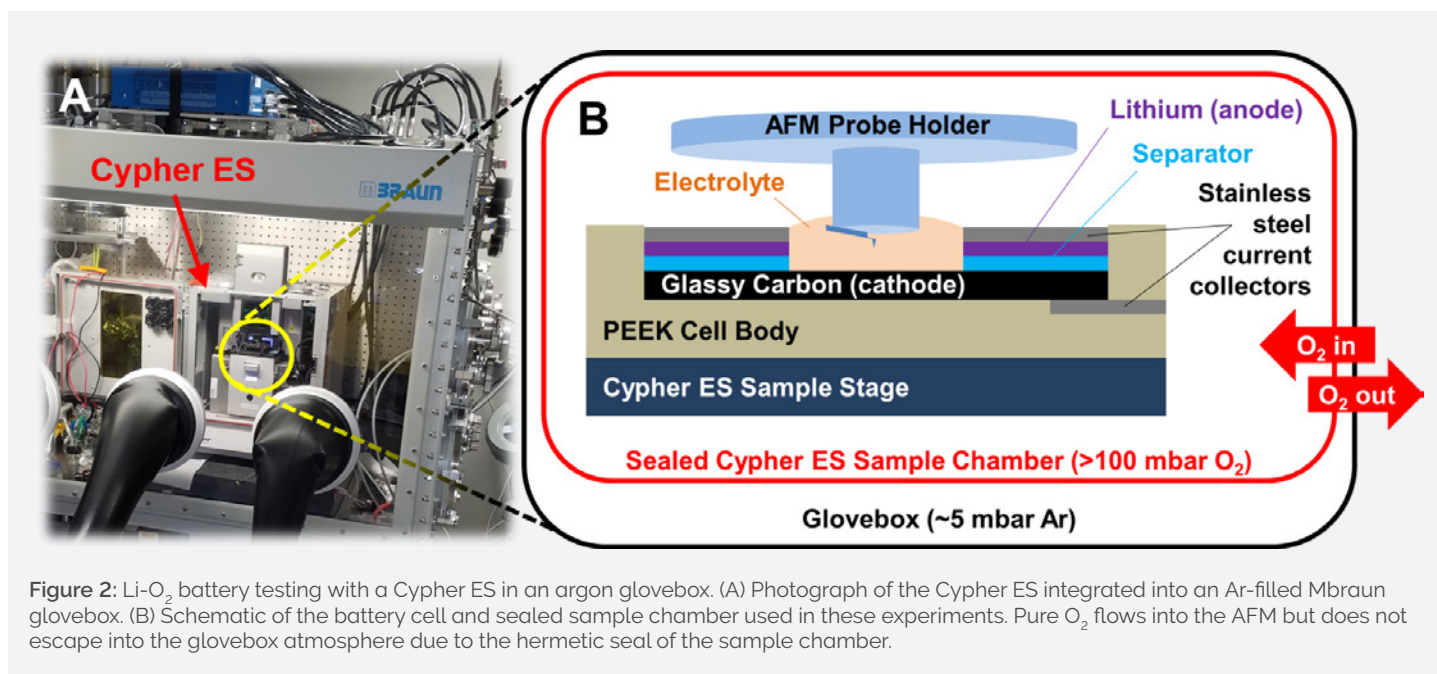 A
Cypher ES
MBRAUN
B
AFM Probe Holder
Lithium (anode)
Separator
Electrolyte
Stainless
steel
current
collectors
Glassy Carbon (cathode)
PEEK Cell Body
Cypher ES Sample Stage
O₂ in
O₂ out
Sealed Cypher ES Sample Chamber (>100 mbar O₂)
Glovebox (~5 mbar Ar)
Figure 2: Li-O₂ battery testing with a Cypher ES in an argon glovebox. (A) Photograph of the Cypher ES integrated into an Ar-filled Mbraun
glovebox. (B) Schematic of the battery cell and sealed sample chamber used in these experiments. Pure O₂ flows into the AFM but does not
escape into the glovebox atmosphere due to the hermetic seal of the sample chamber.